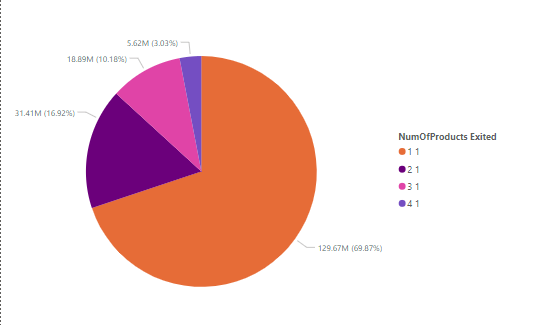 5.62M (3.03%)
18.89M (10.18%)
31.41M (16.92%)
129.67M (69.87%)
NumOfProducts Exited
1 1
2 1
3 1
4 1